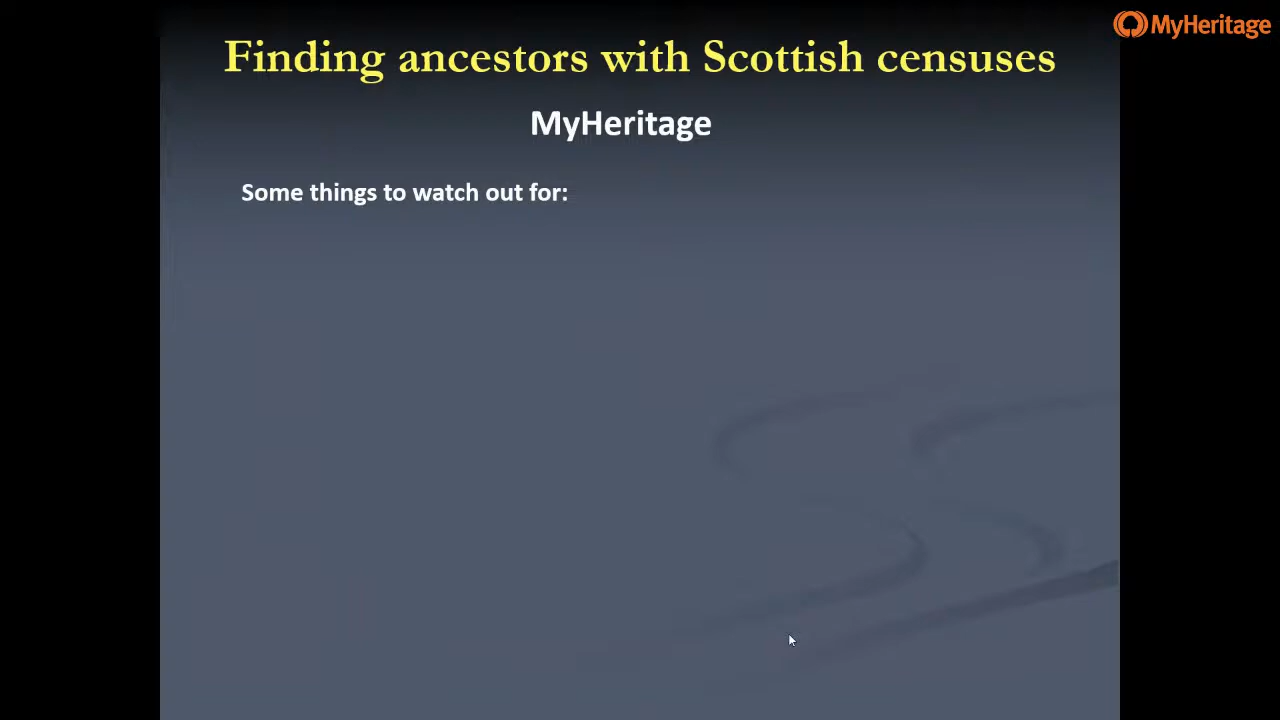 MyHeritage
Finding ancestors with Scottish censuses
MyHeritage
Some things to watch out for: